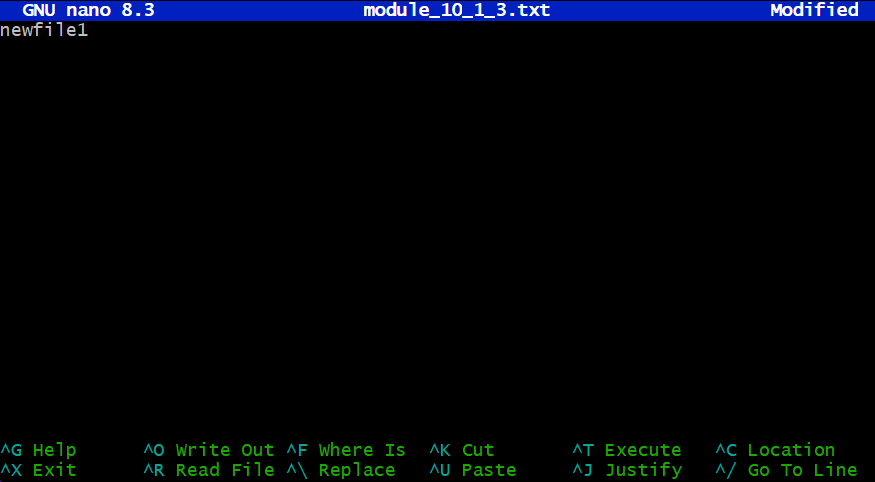 GNU nano 8.3 module_10_1_3.txt Modified
newfile1
^G Help ^O Write Out ^F Where Is ^K Cut ^T Execute ^C Location
^X Exit ^R Read File ^\ Replace ^U Paste ^J Justify ^/ Go To Line